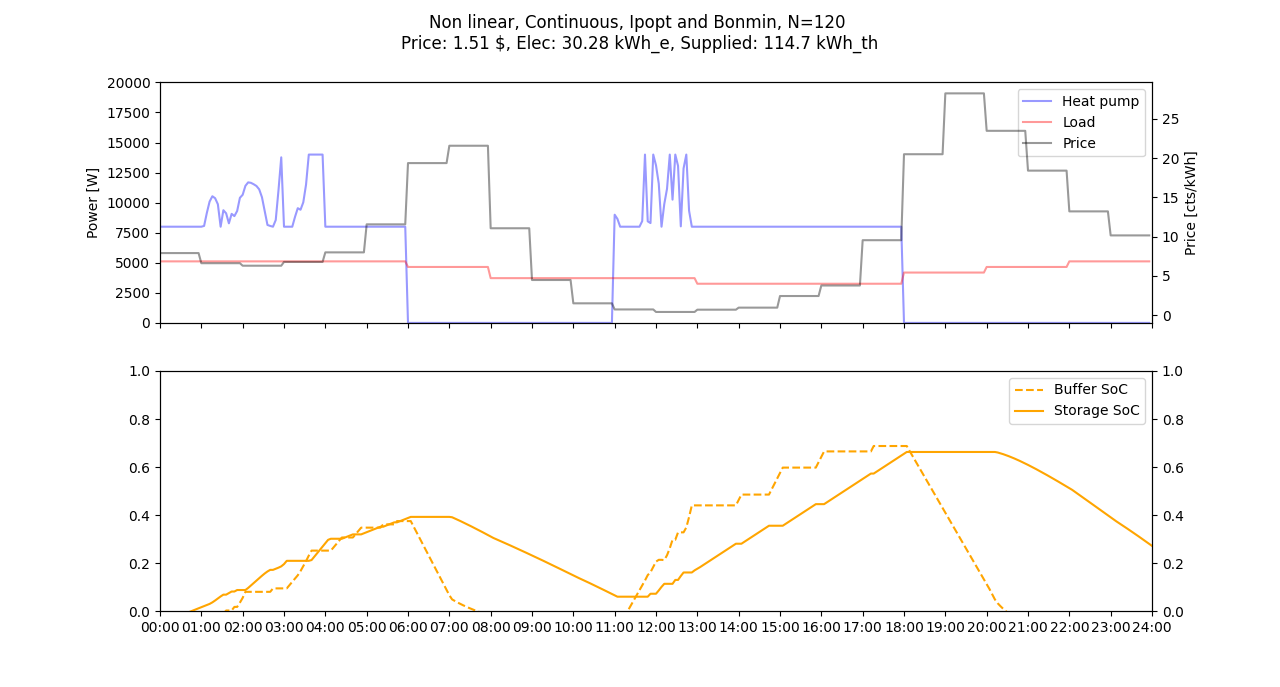 Non linear, Continuous, Ipopt and Bonmin, N=120
Price: 1.51 $, Elec: 30.28 kWh_e, Supplied: 114.7 kWh_th
20000
17500
15000
12500
10000
7500
5000
2500
0
Power [W]
Heat pump
Load
Price
25
20
15
10
5
0
Price [cts/kWh]
1.0
0.8
0.6
0.4
0.2
0.0
Buffer SoC
Storage SoC
1.0
0.8
0.6
0.4
0.2
0.0
00:00 01:00 02:00 03:00 04:00 05:00 06:00 07:00 08:00 09:00 10:00 11:00 12:00 13:00 14:00 15:00 16:00 17:00 18:00 19:00 20:00 21:00 22:00 23:00 24:00